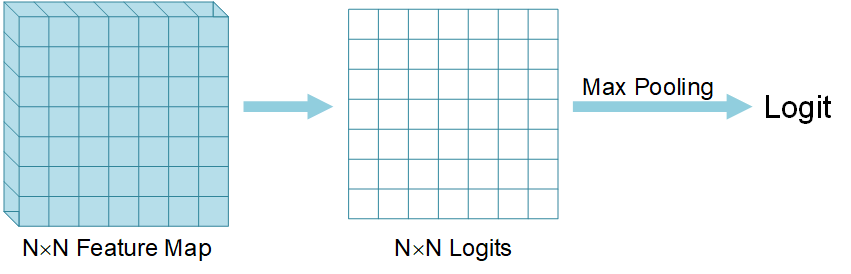 Max Pooling
Logit
N×N Feature Map
N×N Logits